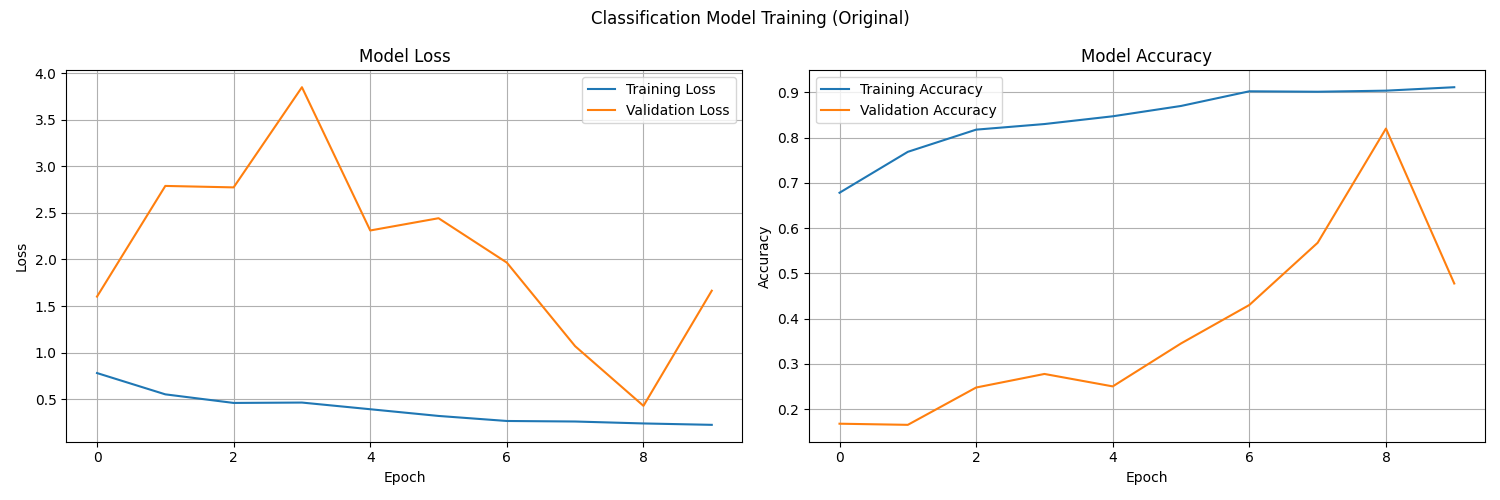 Classification Model Training (Original)
Model Loss
4.0
3.5
3.0
2.5
2.0
1.5
1.0
0.5
Loss
Training Loss
Validation Loss
0 2 4 6 8
Epoch
Model Accuracy
0.9
0.8
0.7
0.6
0.5
0.4
0.3
0.2
Accuracy
Training Accuracy
Validation Accuracy
0 2 4 6 8
Epoch